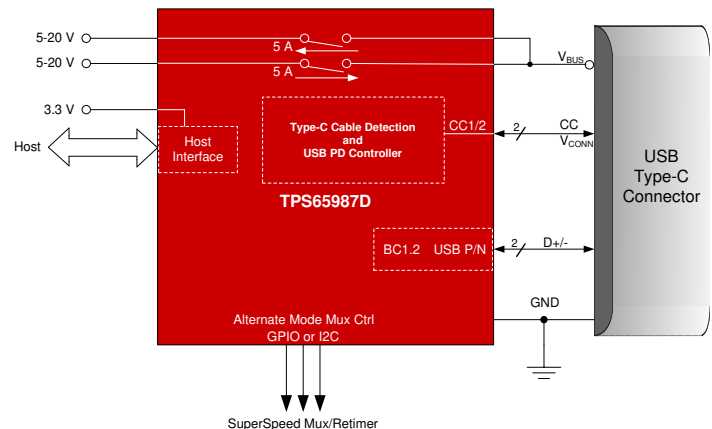 5-20 V
5 A
5-20 V
5 A
VBUS
3.3 V
Host
Host
Interface
Type-C Cable Detection
and
USB PD Controller
CC1/2
2
CC
VCONN
USB
Type-C
Connector
TPS65987D
BC1.2 USB P/N
2
D+/-
GND
Alternate Mode Mux Ctrl
GPIO or I2C
SuperSpeed Mux/Retimer